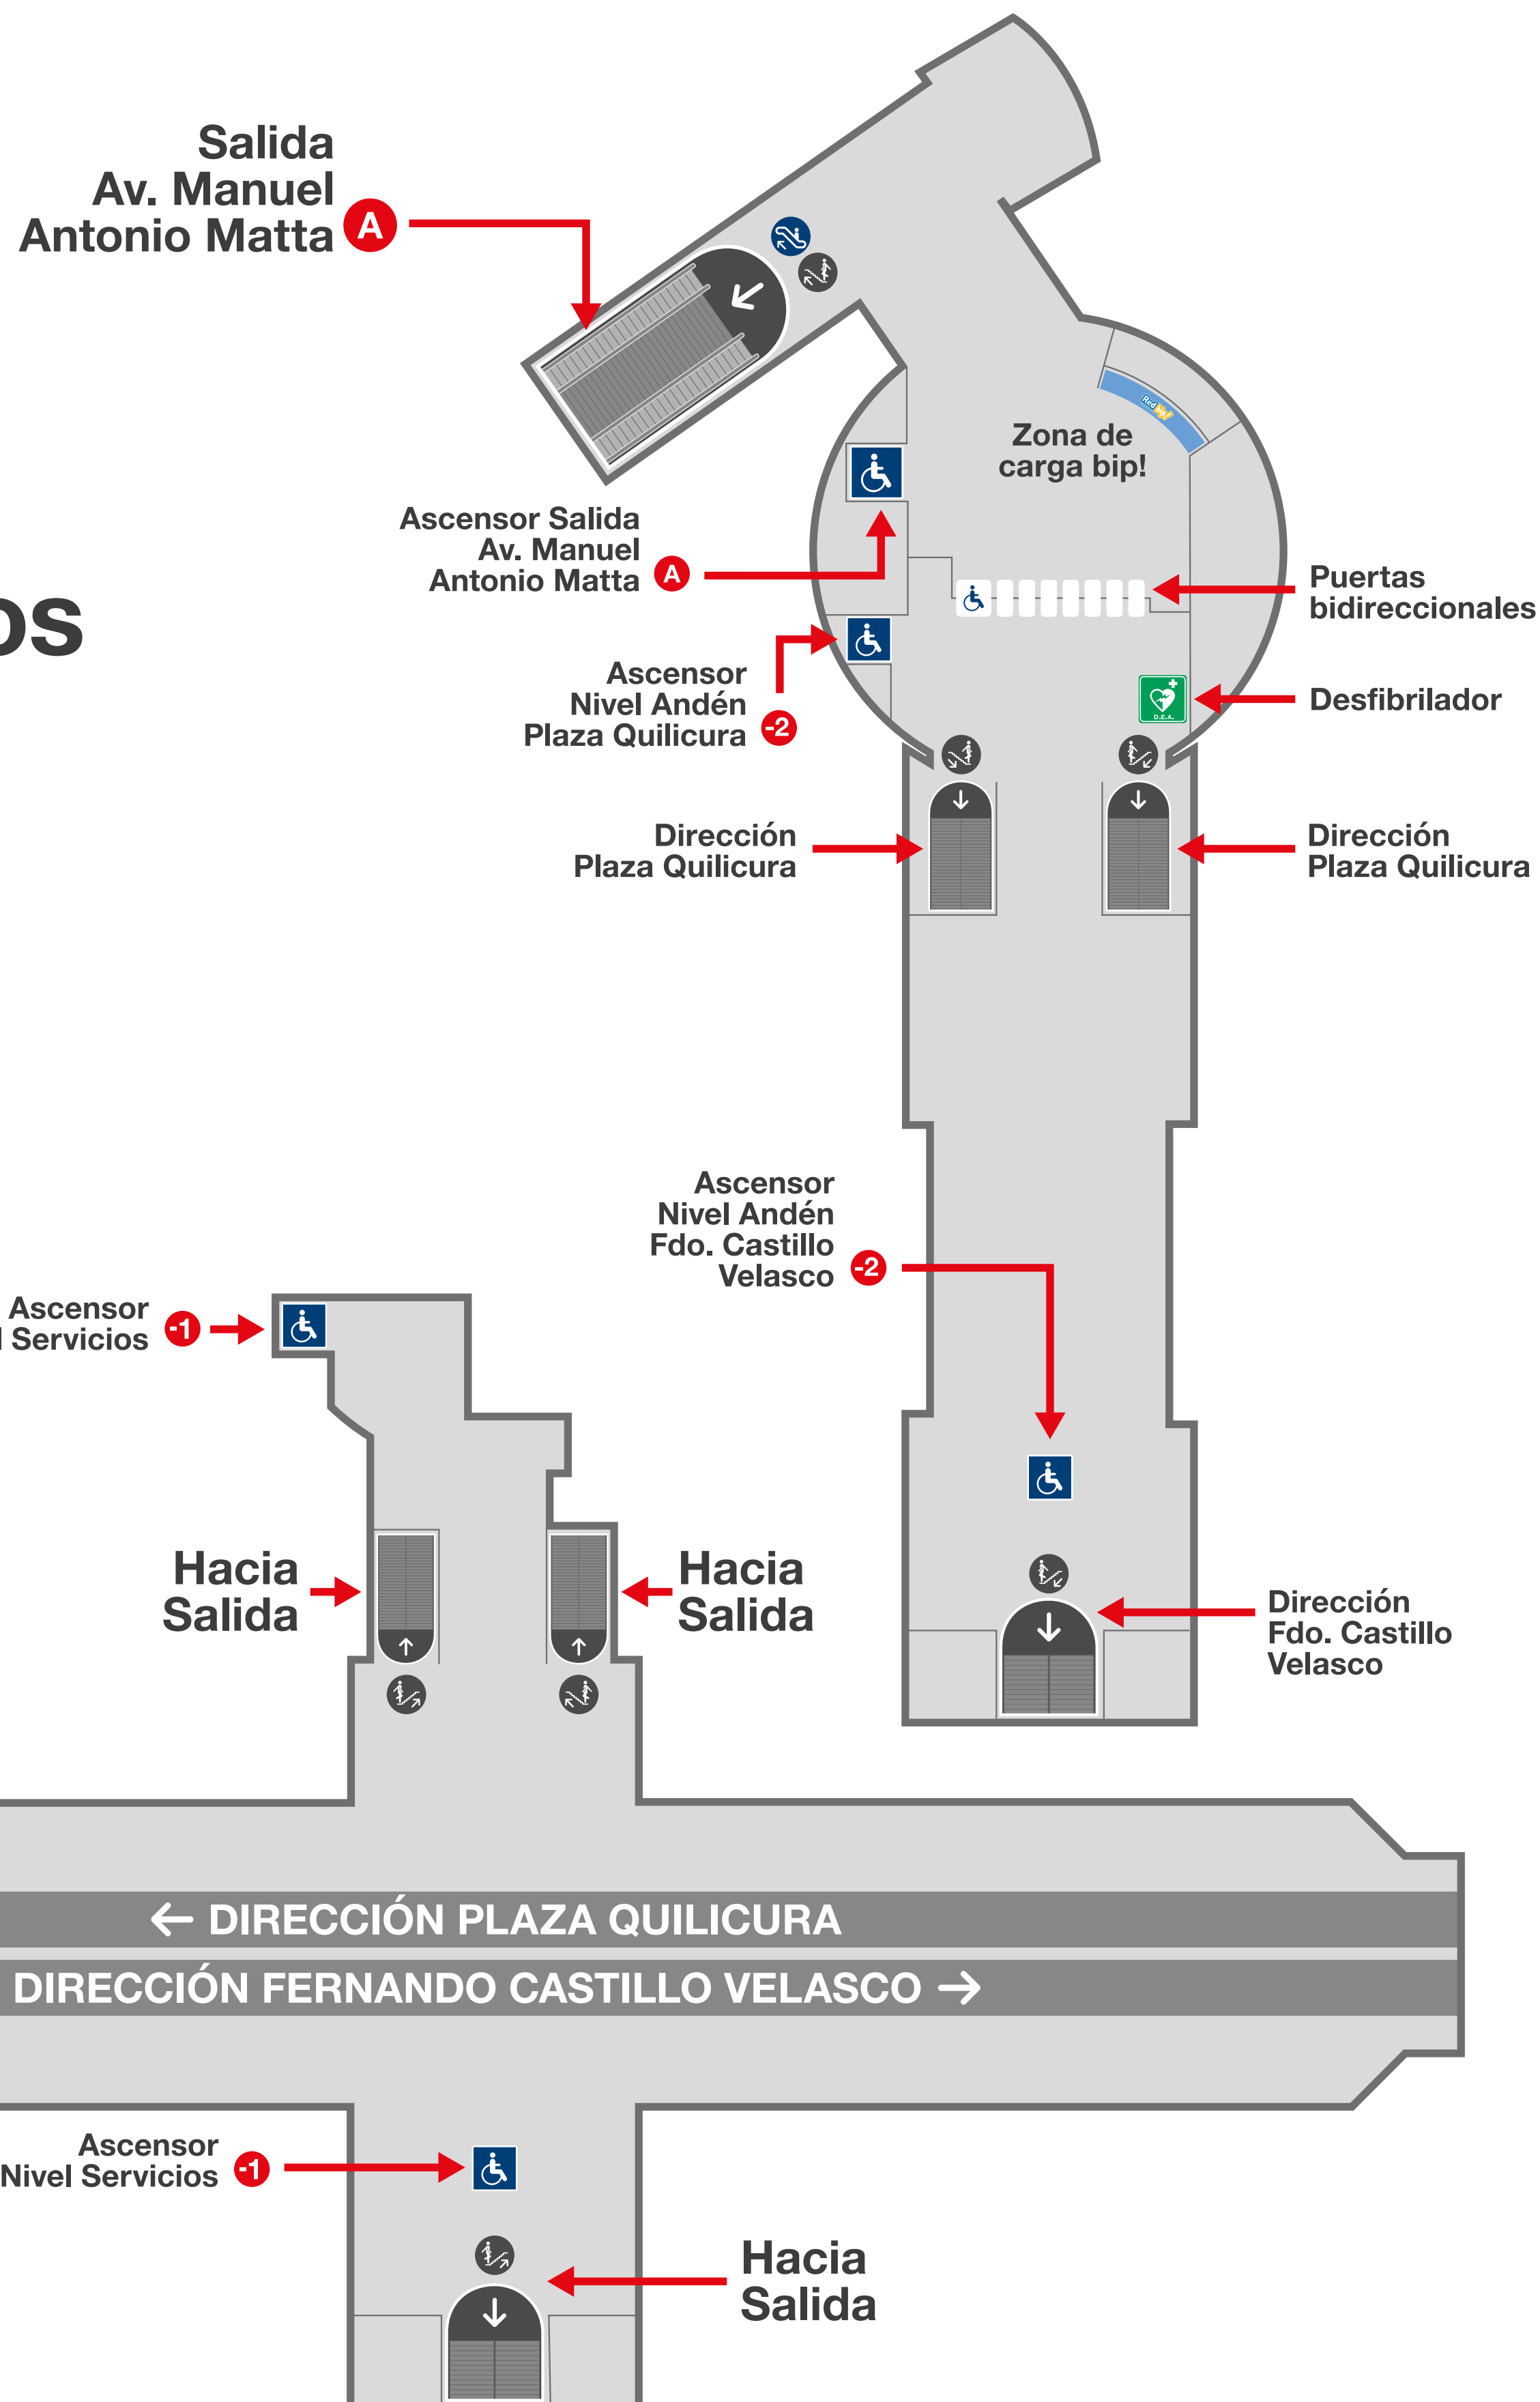 Salida
Av. Manuel
Antonio Matta
A
Red bip!
Zona de
carga bip!
Ascensor Salida
Av. Manuel
Antonio Matta
A
Puertas
bidireccionales
os
Ascensor
Nivel Andén
Plaza Quilicura
-2
D.E.A.
Desfibrilador
Dirección
Plaza Quilicura
Dirección
Plaza Quilicura
Ascensor
Nivel Andén
Fdo. Castillo
Velasco
-2
Ascensor
l Servicios
-1
Hacia
Salida
Hacia
Salida
Dirección
Fdo. Castillo
Velasco
← DIRECCIÓN PLAZA QUILICURA
DIRECCIÓN FERNANDO CASTILLO VELASCO →
Ascensor
Nivel Servicios
-1
Hacia
Salida